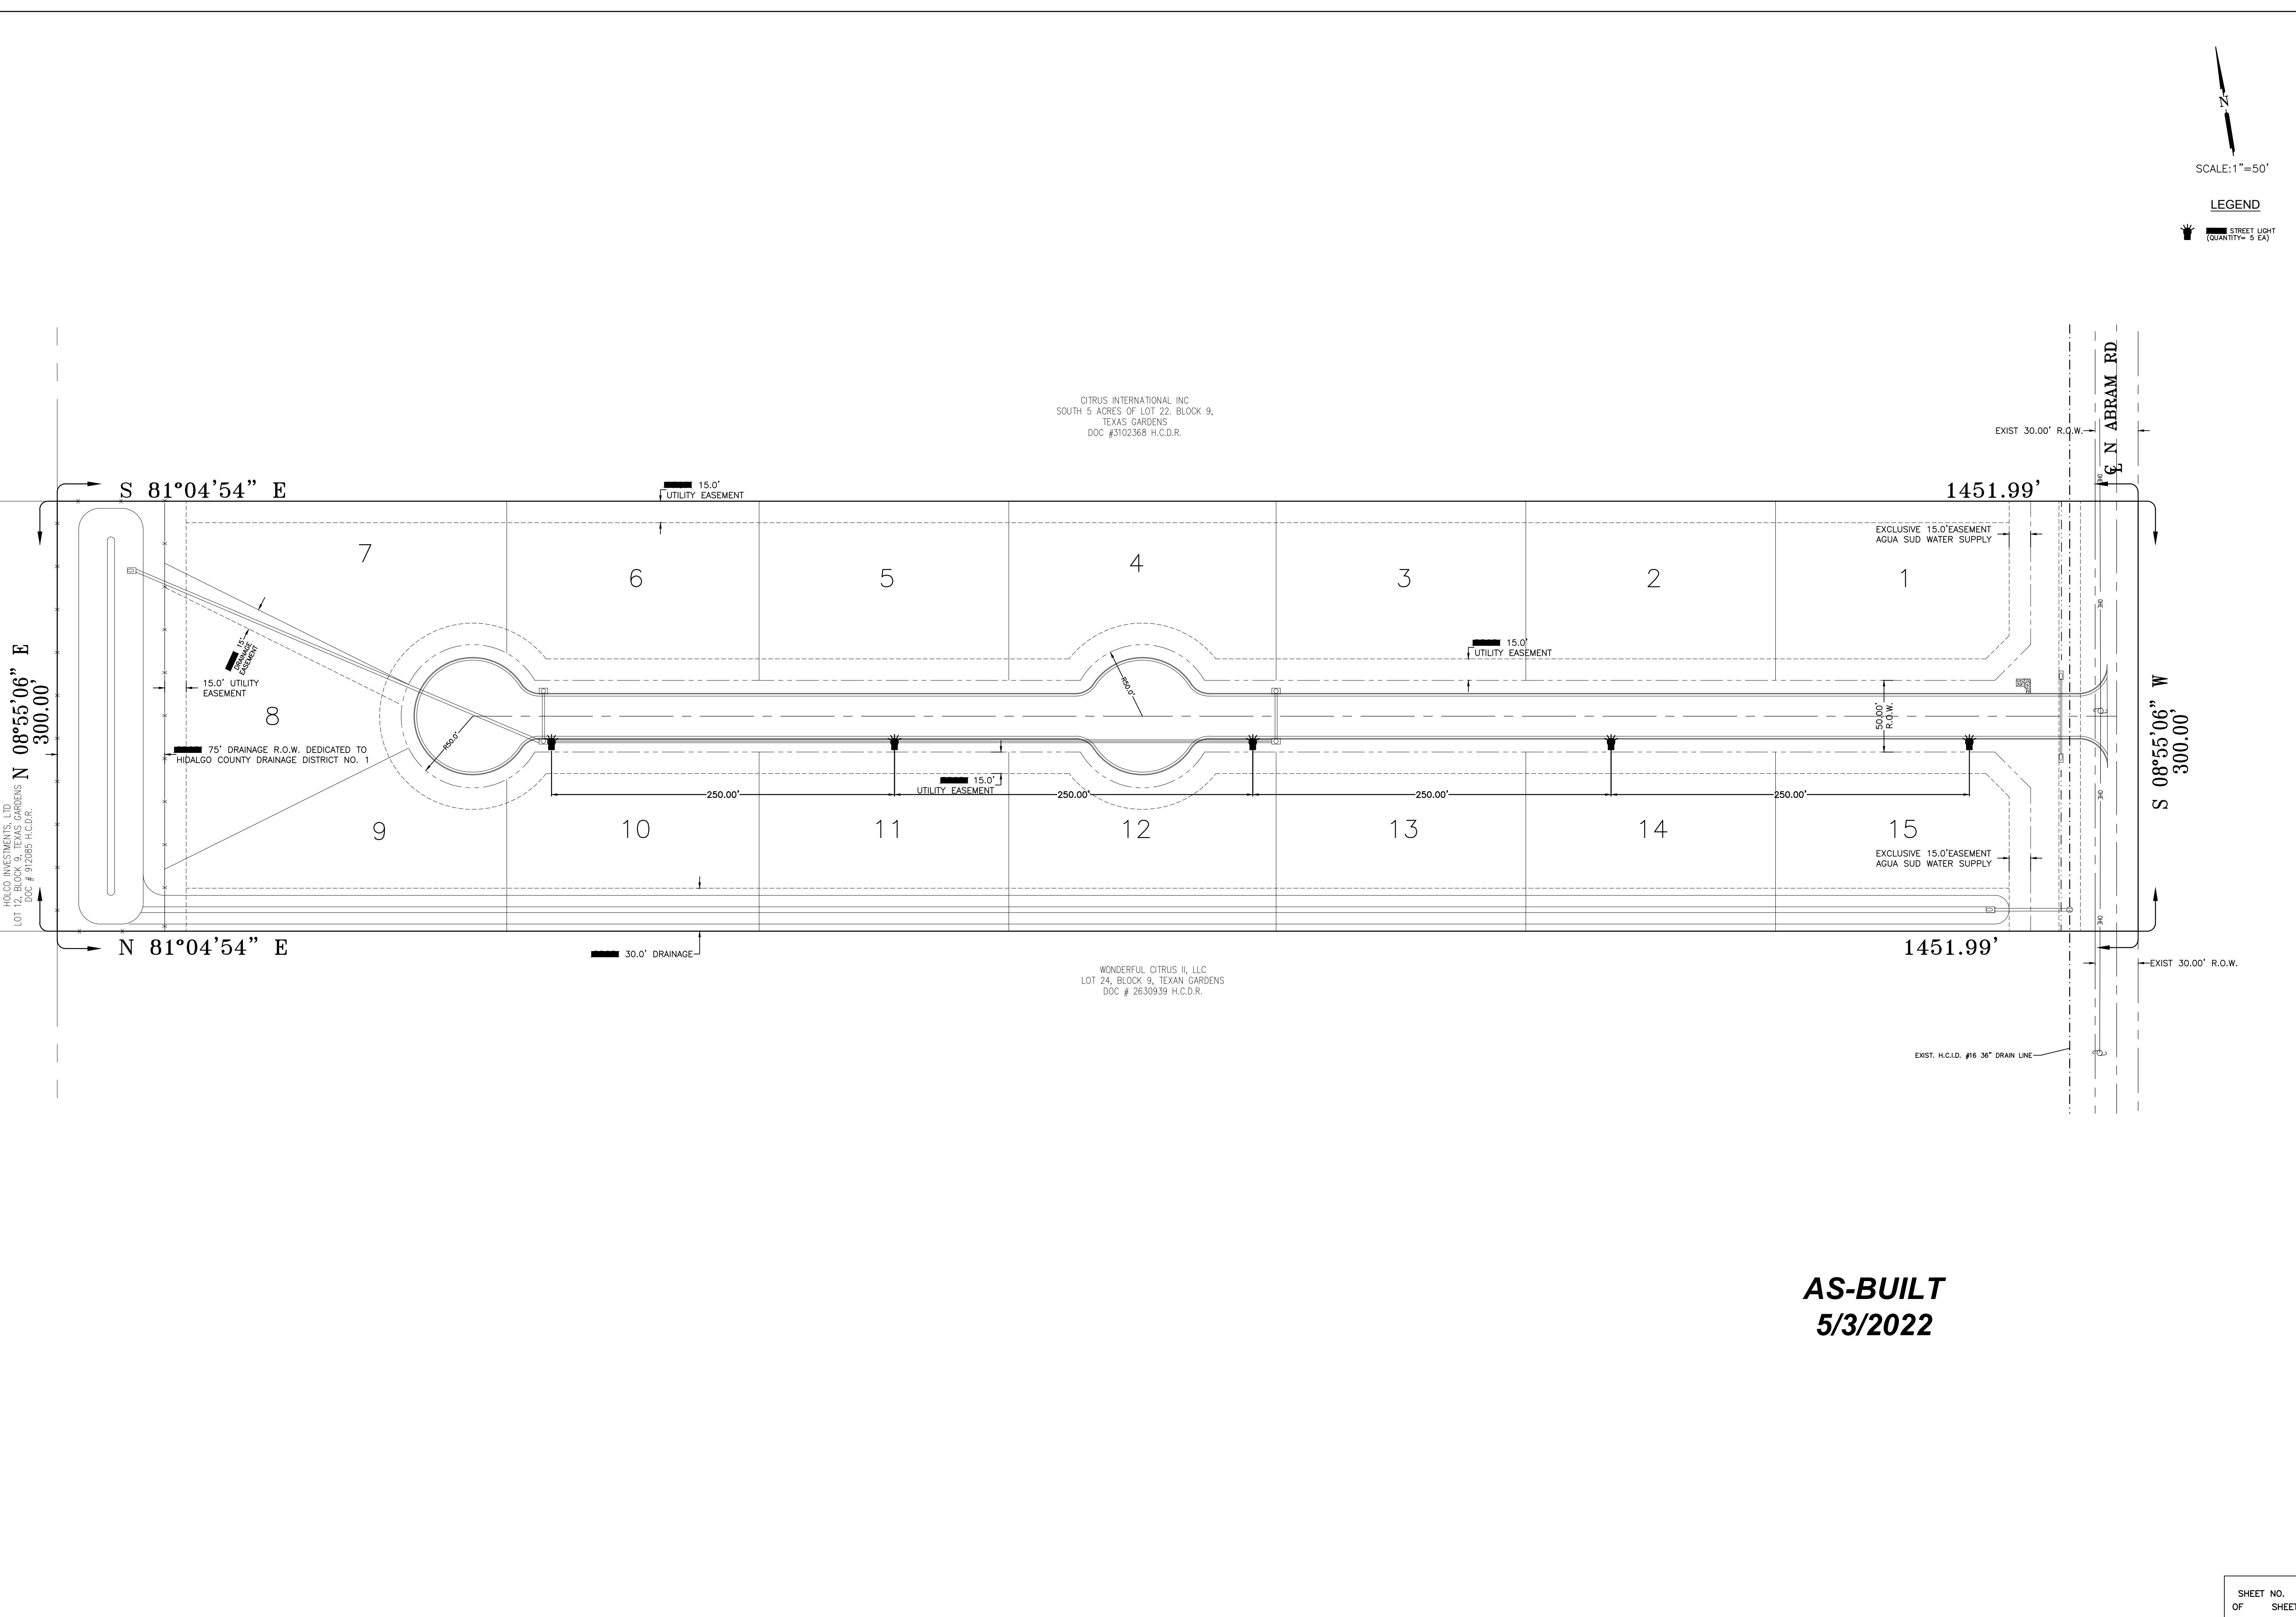 N
SCALE:1"=50'
LEGEND
STREET LIGHT
(QUANTITY= 5 EA)
℄ N ABRAM RD
CITRUS INTERNATIONAL INC
SOUTH 5 ACRES OF LOT 22. BLOCK 9,
TEXAS GARDENS
DOC #3102368 H.C.D.R.
EXIST 30.00' R.O.W.
S 81°04'54" E
15.0'
UTILITY EASEMENT
1451.99'
EXCLUSIVE 15.0'EASEMENT
AGUA SUD WATER SUPPLY
7
6
5
4
3
2
1
15'
DRAINAGE
EASEMENT
15.0' UTILITY
EASEMENT
15.0'
UTILITY EASEMENT
R50.0'
R50.0'
50.00'
R.O.W.
8
75' DRAINAGE R.O.W. DEDICATED TO
HIDALGO COUNTY DRAINAGE DISTRICT NO. 1
N 08°55'06" E
300.00'
S 08°55'06" W
300.00'
HOLCO INVESTMENTS, LTD
LOT 12, BLOCK 9, TEXAS GARDENS
DOC # 912085 H.C.D.R.
15.0'
UTILITY EASEMENT
250.00'
250.00'
250.00'
250.00'
9
10
11
12
13
14
15
EXCLUSIVE 15.0'EASEMENT
AGUA SUD WATER SUPPLY
N 81°04'54" E
30.0' DRAINAGE
1451.99'
EXIST 30.00' R.O.W.
WONDERFUL CITRUS II, LLC
LOT 24, BLOCK 9, TEXAN GARDENS
DOC # 2630939 H.C.D.R.
EXIST. H.C.I.D. #16 36" DRAIN LINE
AS-BUILT
5/3/2022
SHEET NO.
OF SHEET